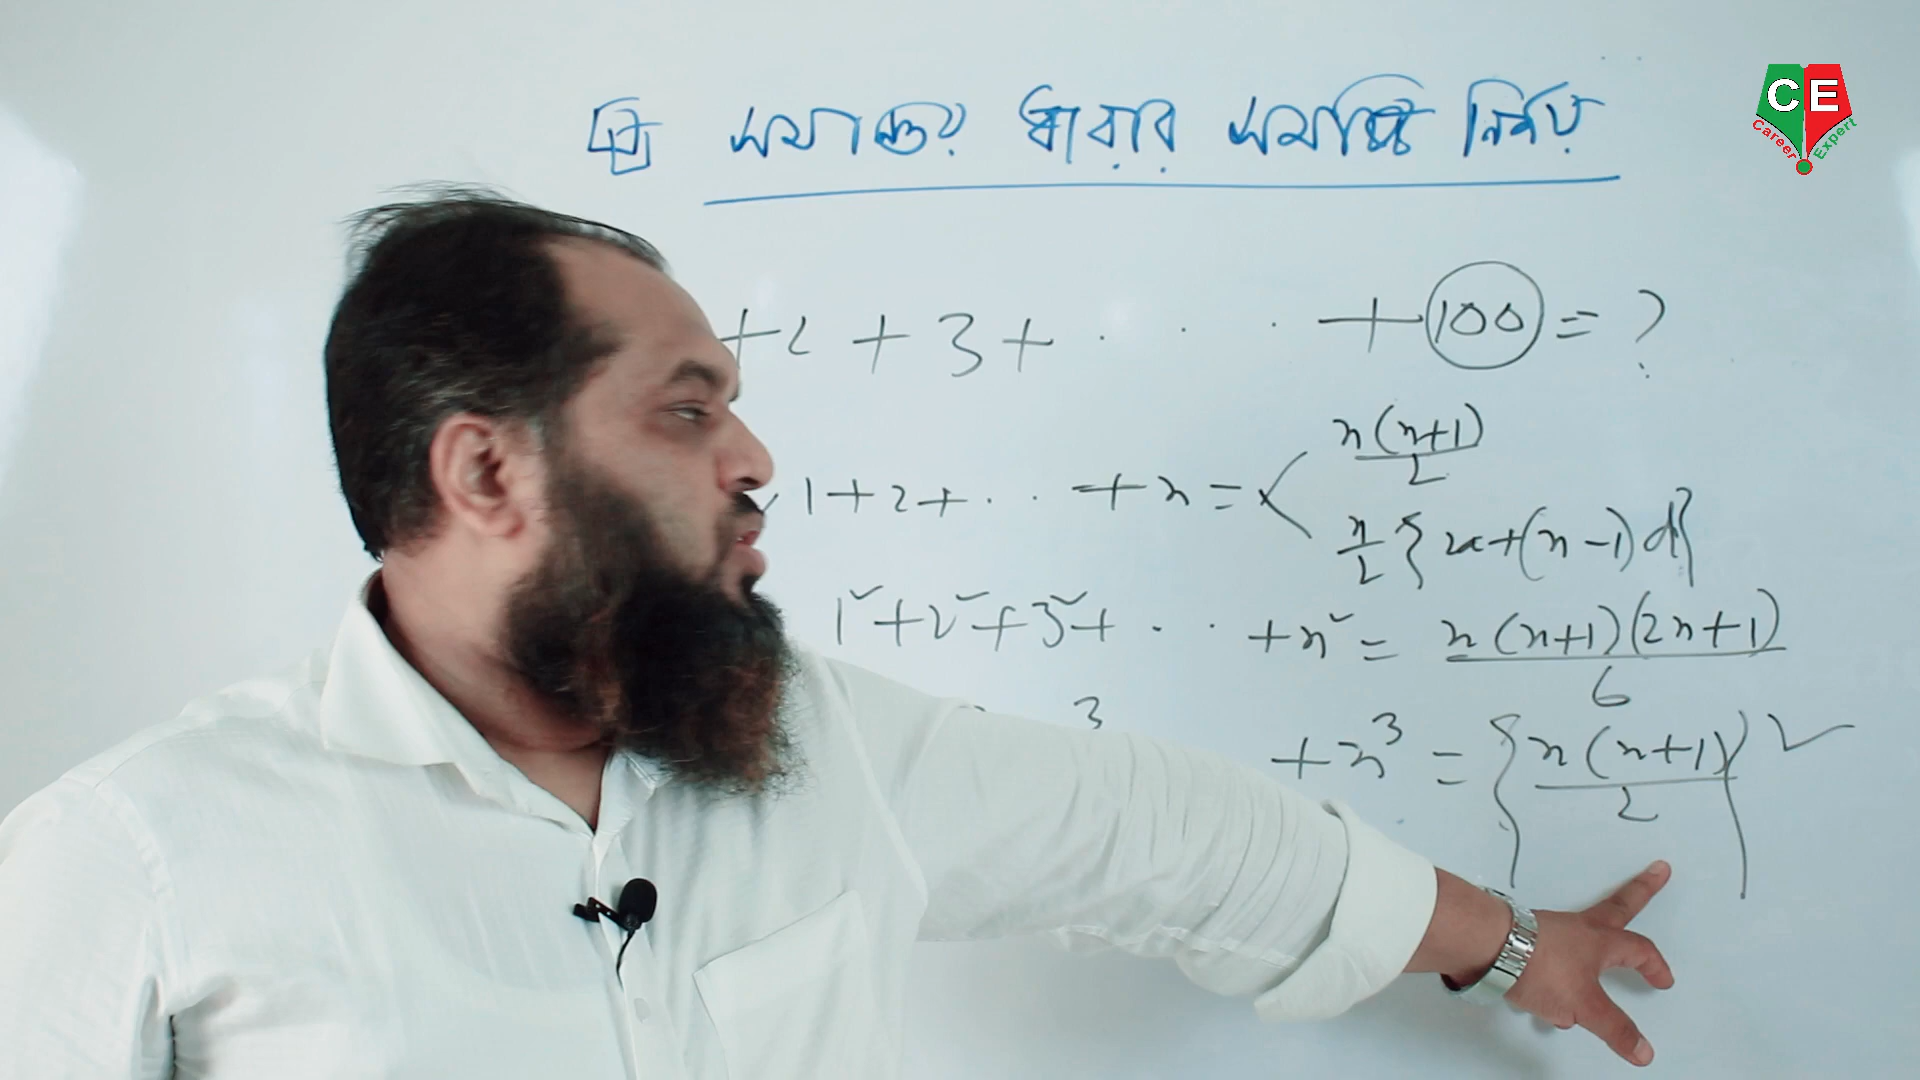 সমান্তর ধারার সমষ্টি নির্ণয়
CE
Career Expert
+2 + 3 + . . . + 100 = ?
1+2+ . . + n = < n(n+1)/2
n/2 {2a+(n-1)d}
1²+2²+3²+ . . +n² = n(n+1)(2n+1)/6
3 +n³ = {n(n+1)/2}²